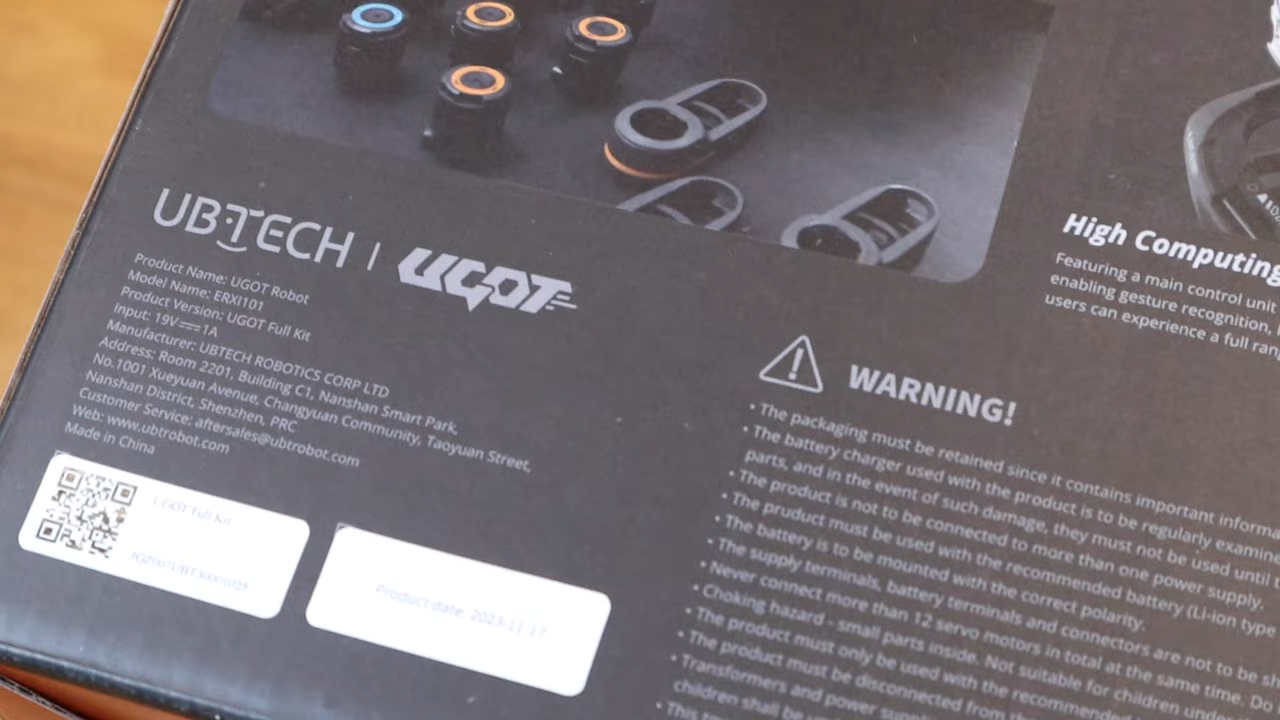 UBTECH | UGOT
Product Name: UGOT Robot
Model Name: ERXI101
Product Version: UGOT Full Kit
Input: 19V⎓1A
Manufacturer: UBTECH ROBOTICS CORP LTD
Address: Room 2201, Building C1, Nanshan Smart Park,
No.1001 Xueyuan Avenue, Changyuan Community, Taoyuan Street,
Nanshan District, Shenzhen, PRC
Customer Service: aftersales@ubtrobot.com
Web: www.ubtrobot.com
Made in China
UGOT Full Kit
Product date: 2023-11-17
High Computing
Featuring a main control unit
enabling gesture recognition,
users can experience a full ran
WARNING!
• The packaging must be retained since it contains important informa
• The battery charger used with the product is to be regularly examine
parts, and in the event of such damage, they must not be used until
• The product is not to be connected to more than one power supply.
• The pruduct must be used with the recommended battery (Li-ion type
• The battery is to be mounted with the correct polarity.
• The supply terminals, battery terminals and connectors are not to be sh
• Never connect more than 12 servo motors in total at the same time. Do
• Choking hazard - small parts inside. Not suitable for children unde
• The product must only be used with the recommende
• The product must be disconnected from the
• Transformers and power suppl
children shall be
• This